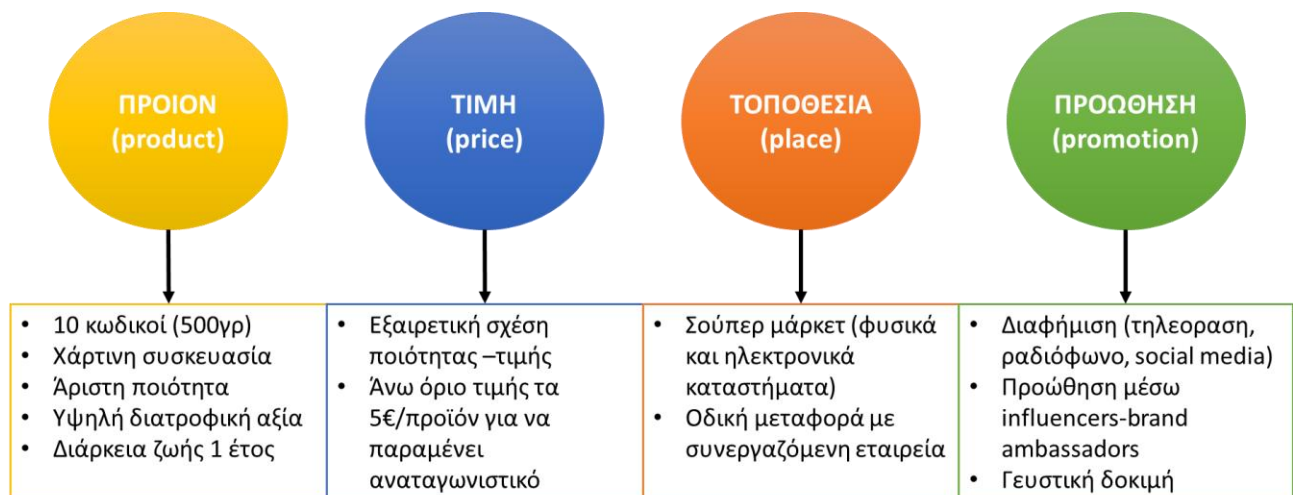 ΠΡΟΙΟΝ
(product)
ΤΙΜΗ
(price)
ΤΟΠΟΘΕΣΙΑ
(place)
ΠΡΟΩΘΗΣΗ
(promotion)
• 10 κωδικοί (500γρ)
• Χάρτινη συσκευασία
• Άριστη ποιότητα
• Υψηλή διατροφική αξία
• Διάρκεια ζωής 1 έτος
• Εξαιρετική σχέση
ποιότητας –τιμής
• Άνω όριο τιμής τα
5€/προϊόν για να
παραμένει
αναταγωνιστικό
• Σούπερ μάρκετ (φυσικά
και ηλεκτρονικά
καταστήματα)
• Οδική μεταφορά με
συνεργαζόμενη εταιρεία
• Διαφήμιση (τηλεοραση,
ραδιόφωνο, social media)
• Προώθηση μέσω
influencers-brand
ambassadors
• Γευστική δοκιμή